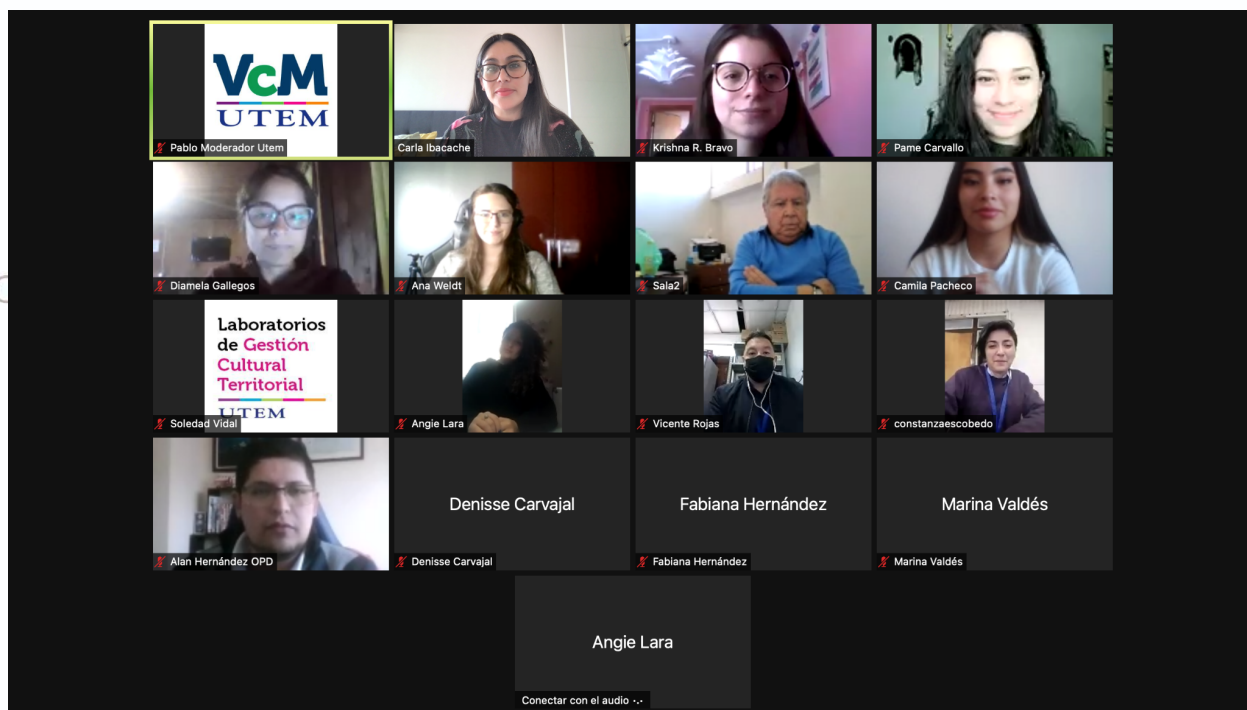 VcM
UTEM
Pablo Moderador Utem
Carla Ibacache
Krishna R. Bravo
Pame Carvallo
Diamela Gallegos
Ana Weldt
Sala2
Camila Pacheco
Laboratorios
de Gestión
Cultural
Territorial
UTEM
Soledad Vidal
Angie Lara
Vicente Rojas
constanzaescobedo
Alan Hernández OPD
Denisse Carvajal
Denisse Carvajal
Fabiana Hernández
Fabiana Hernández
Marina Valdés
Marina Valdés
Angie Lara
Conectar con el audio